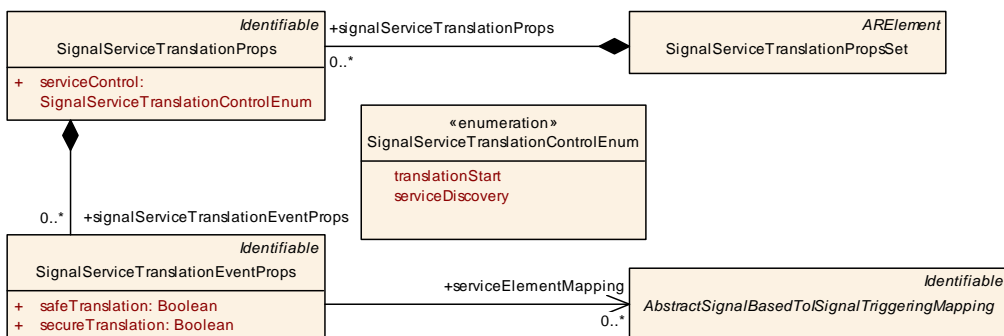 Identifiable
SignalServiceTranslationProps
+ serviceControl:
SignalServiceTranslationControlEnum
+signalServiceTranslationProps
0..*
ARElement
SignalServiceTranslationPropsSet
«enumeration»
SignalServiceTranslationControlEnum
translationStart
serviceDiscovery
0..*
+signalServiceTranslationEventProps
Identifiable
SignalServiceTranslationEventProps
+ safeTranslation: Boolean
+ secureTranslation: Boolean
+serviceElementMapping
0..*
Identifiable
AbstractSignalBasedToISignalTriggeringMapping